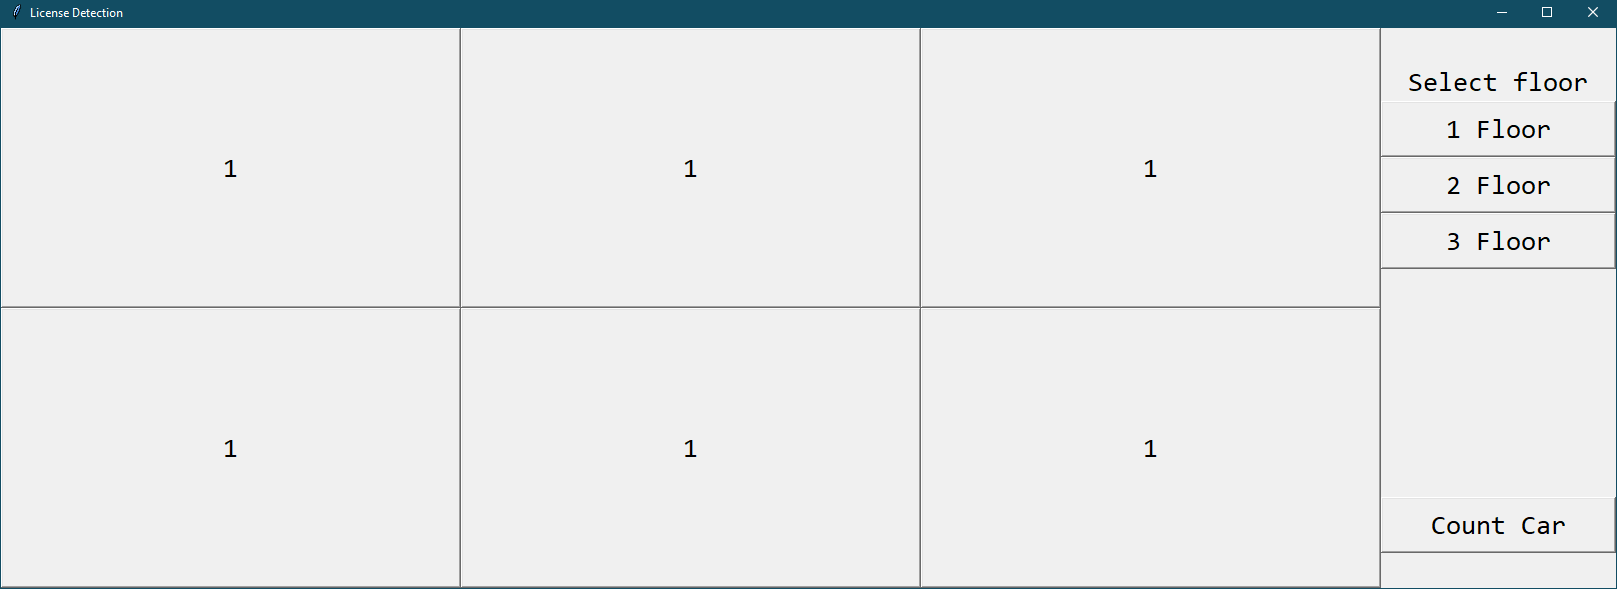 License Detection
1
1
1
1
1
1
Select floor
1 Floor
2 Floor
3 Floor
Count Car